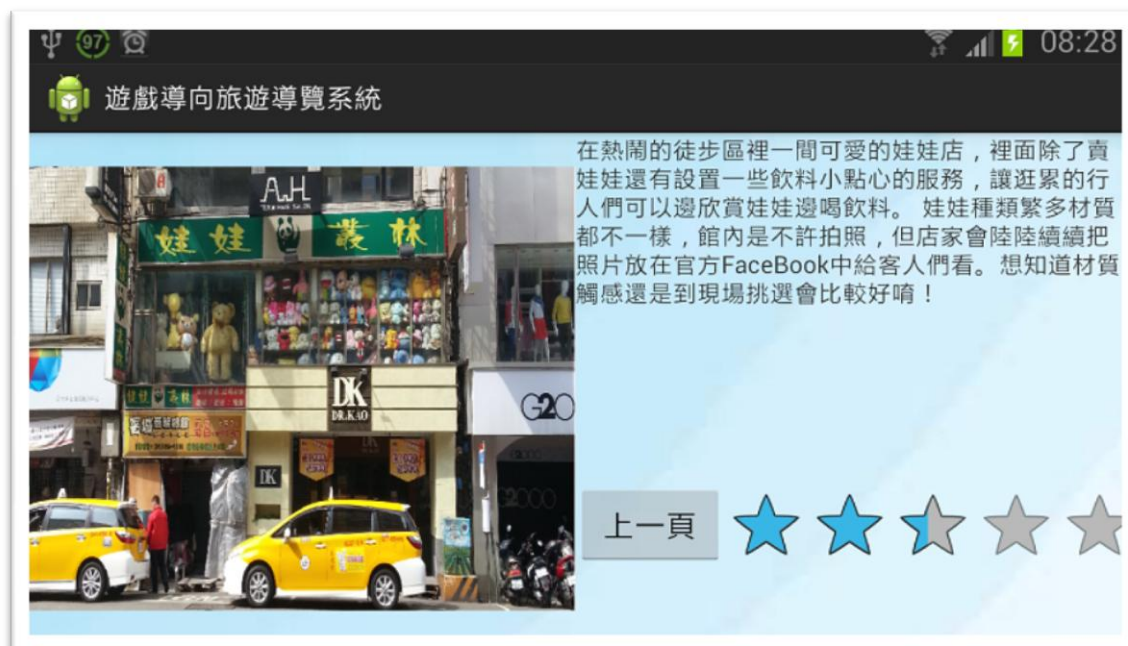 97
08:28
遊戲導向旅遊導覽系統
在熱鬧的徒步區裡一間可愛的娃娃店，裡面除了賣
娃娃還有設置一些飲料小點心的服務，讓逛累的行
人們可以邊欣賞娃娃邊喝飲料。 娃娃種類繁多材質
都不一樣，館內是不許拍照，但店家會陸陸續續把
照片放在官方FaceBook中給客人們看。想知道材質
觸感還是到現場挑選會比較好唷！
A.H.
娃娃叢林
DK
DR.KAO
DK
DK
G20
G2000
上一頁